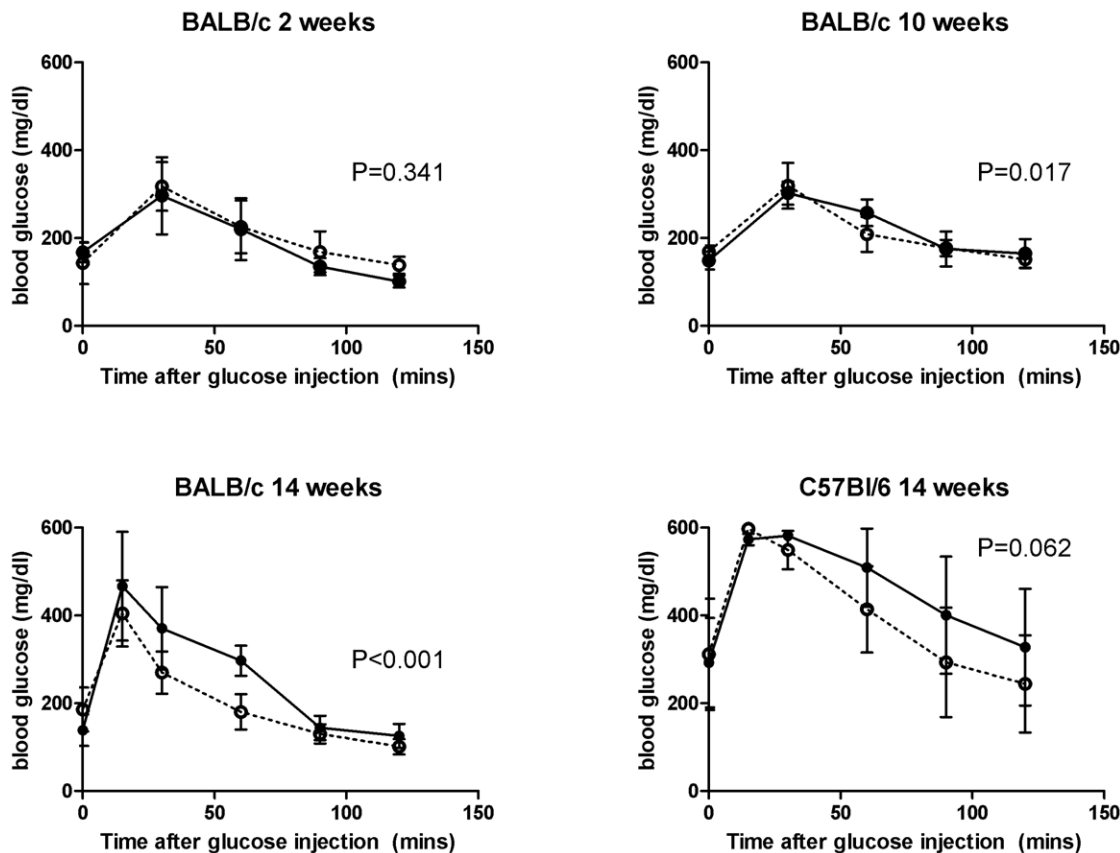 BALB/c 2 weeks
600
400
200
0
blood glucose (mg/dl)
P=0.341
0
50
100
150
Time after glucose injection (mins)
BALB/c 10 weeks
600
400
200
0
blood glucose (mg/dl)
P=0.017
0
50
100
150
Time after glucose injection (mins)
BALB/c 14 weeks
600
400
200
0
blood glucose (mg/dl)
P<0.001
0
50
100
150
Time after glucose injection (mins)
C57Bl/6 14 weeks
600
400
200
0
blood glucose (mg/dl)
P=0.062
0
50
100
150
Time after glucose injection (mins)